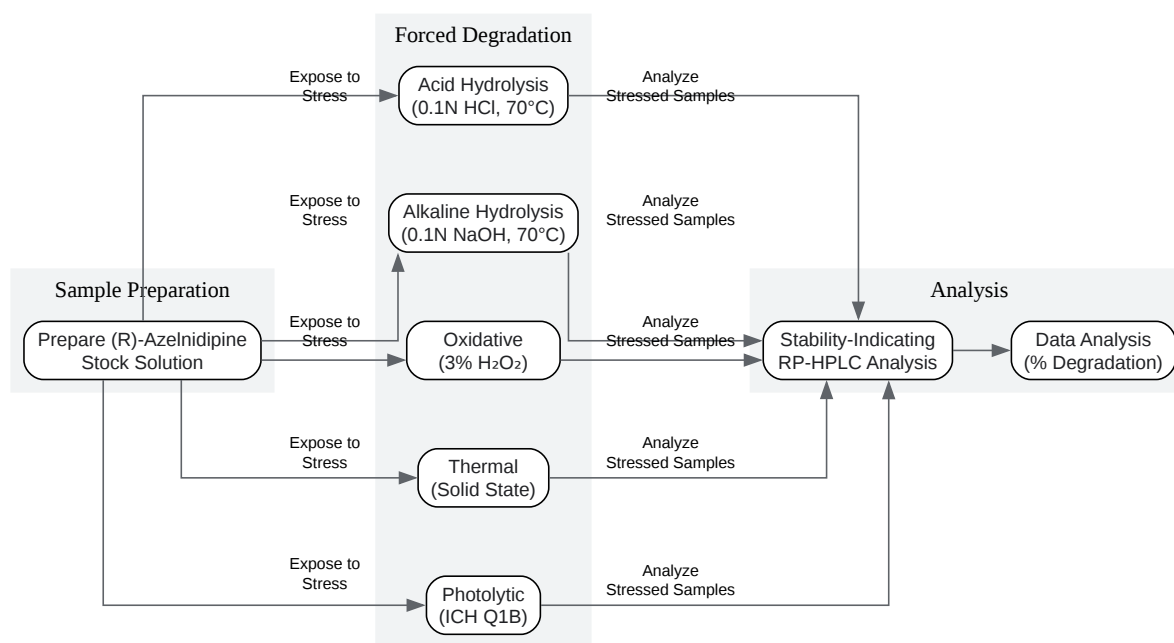 Forced Degradation
Expose to
Stress
Acid Hydrolysis
(0.1N HCl, 70°C)
Analyze
Stressed Samples
Expose to
Stress
Alkaline Hydrolysis
(0.1N NaOH, 70°C)
Analyze
Stressed Samples
Sample Preparation
Analysis
Prepare (R)-Azelnidipine
Stock Solution
Expose to
Stress
Oxidative
(3% H₂O₂)
Analyze
Stressed Samples
Stability-Indicating
RP-HPLC Analysis
Data Analysis
(% Degradation)
Expose to
Stress
Thermal
(Solid State)
Analyze
Stressed Samples
Expose to
Stress
Photolytic
(ICH Q1B)
Analyze
Stressed Samples